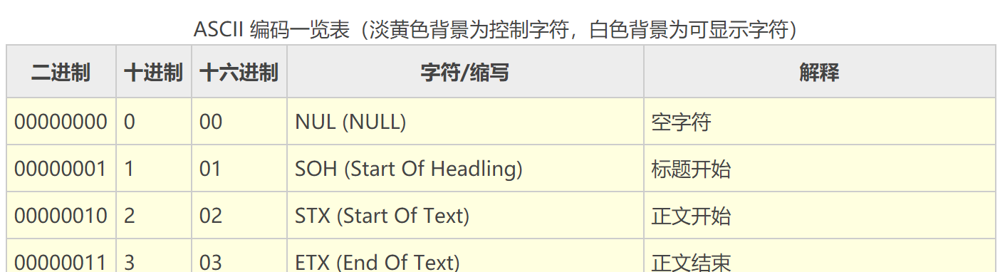 ASCII 编码一览表（淡黄色背景为控制字符，白色背景为可显示字符）
二进制 十进制 十六进制 字符/缩写 解释
00000000 0 00 NUL (NULL) 空字符
00000001 1 01 SOH (Start Of Headling) 标题开始
00000010 2 02 STX (Start Of Text) 正文开始
00000011 3 03 ETX (End Of Text) 正文结束